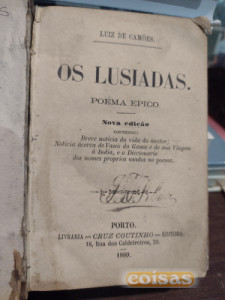 LUIZ DE CAMÕES.
OS LUSIADAS.
POEMA EPICO.
Nova edição
CONTENDO:
Breve noticia da vida do auctor;
Noticia ácerca de Vasco da Gama e da sua Viagem
á India, e o Diccionario
dos nomes proprios usados no poema.
PORTO.
LIVRARIA DE CRUZ COUTINHO EDITORA.
18, Rua dos Caldeireiros, 20.
coisas